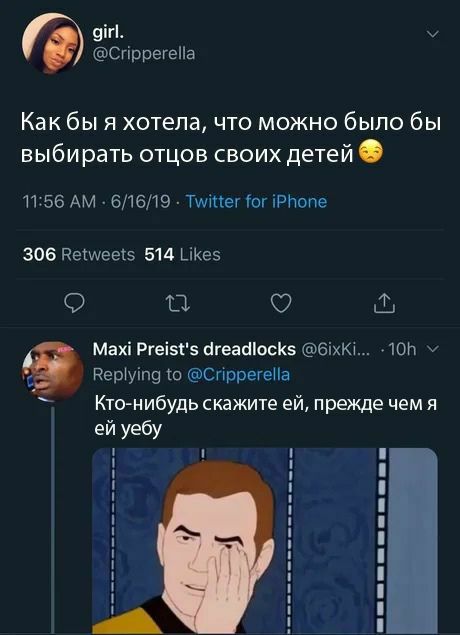 girl.
@Cripperella
Как бы я хотела, что можно было бы
выбирать отцов своих детей😒
11:56 AM · 6/16/19 · Twitter for iPhone
306 Retweets 514 Likes
Maxi Preist's dreadlocks @6ixKi... · 10h
Replying to @Cripperella
Кто-нибудь скажите ей, прежде чем я
ей уебу